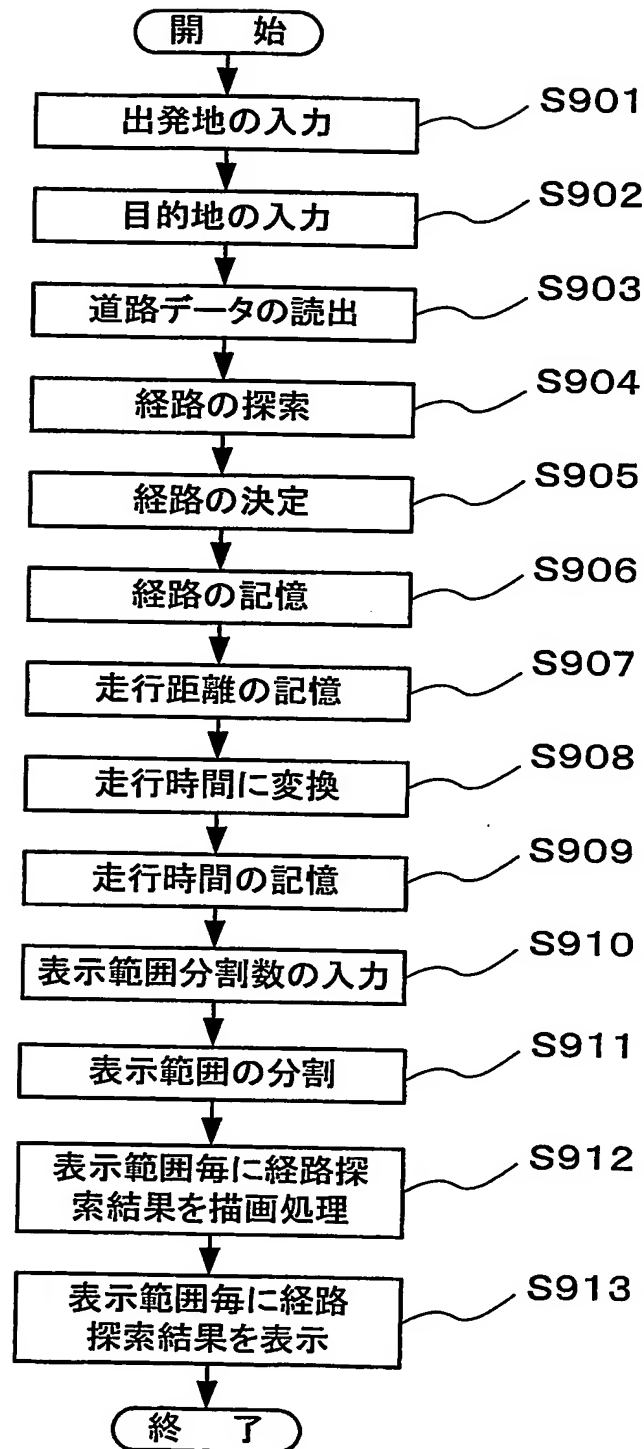 開 始
出発地の入力
S901
目的地の入力
S902
道路データの読出
S903
経路の探索
S904
経路の決定
S905
経路の記憶
S906
走行距離の記憶
S907
走行時間に変換
S908
走行時間の記憶
S909
表示範囲分割数の入力
S910
表示範囲の分割
S911
表示範囲毎に経路探
索結果を描画処理
S912
表示範囲毎に経路
探索結果を表示
S913
終 了